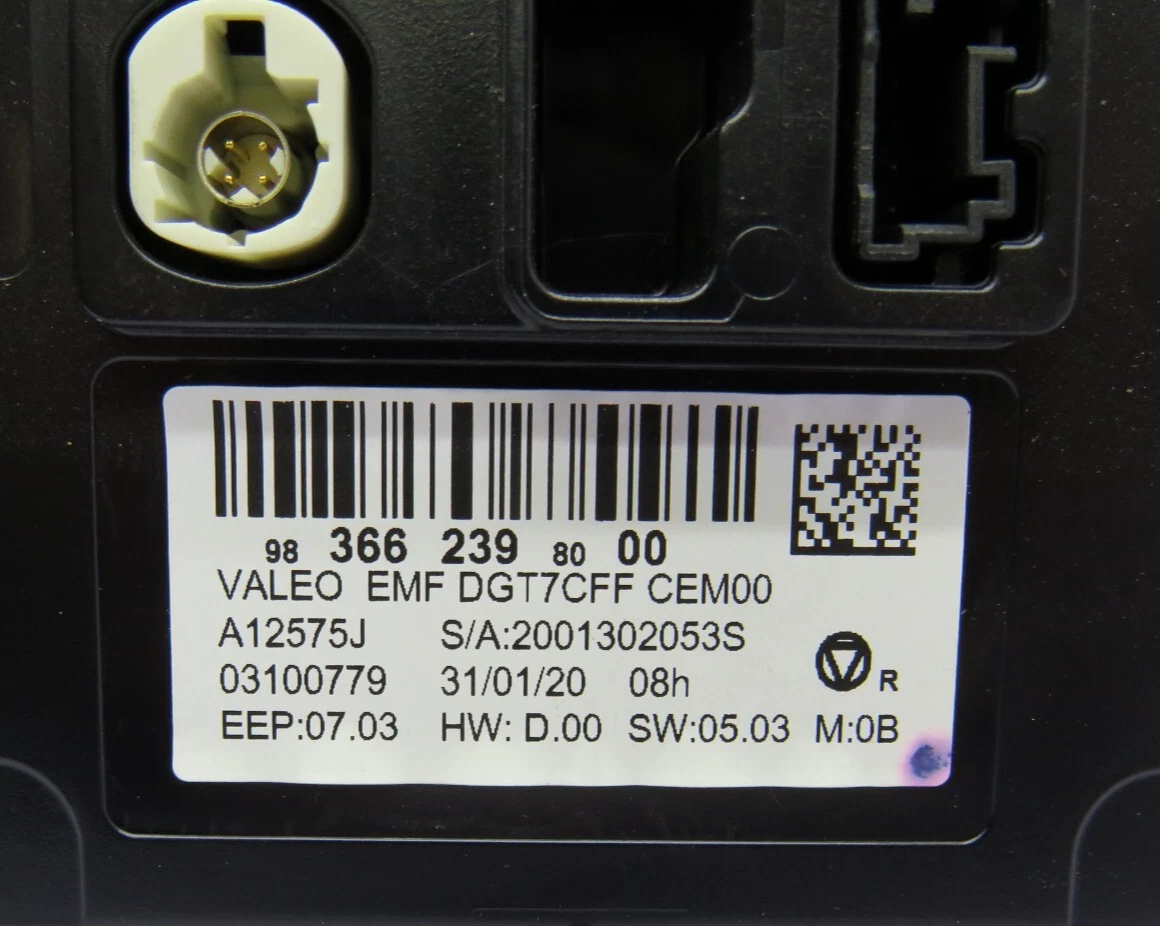 98 366 239 80 00
VALEO EMF DGT7CFF CEM00
A12575J S/A:2001302053S
03100779 31/01/20 08h
R
EEP:07.03 HW: D.00 SW:05.03 M:0B